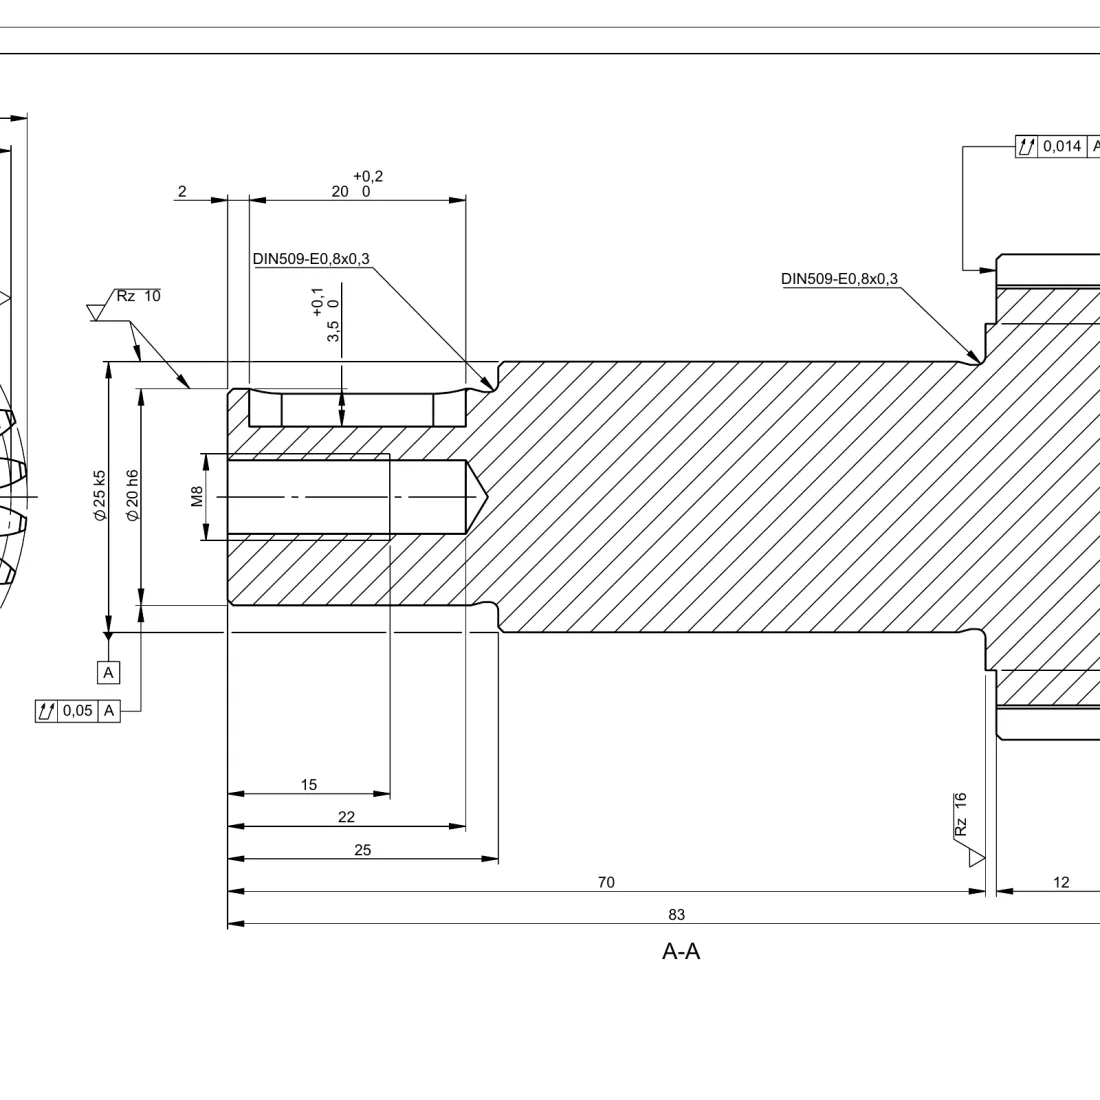 0,014 A
+0,2
2 20 0
DIN509-E0,8x0,3
DIN509-E0,8x0,3
Rz 10
+0,1
3,5 0
⌀25 k5
⌀20 h6
M8
A
0,05 A
15
22
25
Rz 16
70
12
83
A-A